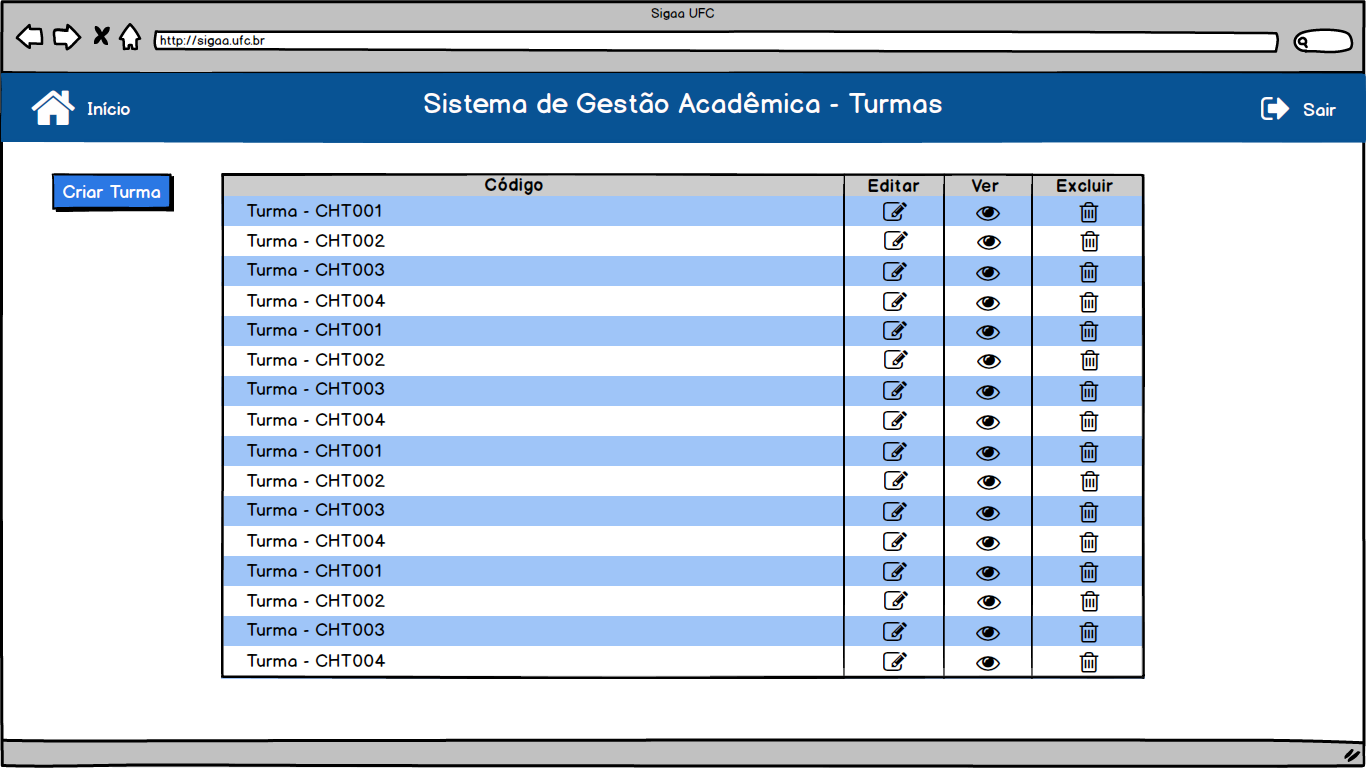 Sigaa UFC
http://sigaa.ufc.br
Início Sistema de Gestão Acadêmica - Turmas Sair
Criar Turma
Código Editar Ver Excluir
Turma - CHT001
Turma - CHT002
Turma - CHT003
Turma - CHT004
Turma - CHT001
Turma - CHT002
Turma - CHT003
Turma - CHT004
Turma - CHT001
Turma - CHT002
Turma - CHT003
Turma - CHT004
Turma - CHT001
Turma - CHT002
Turma - CHT003
Turma - CHT004